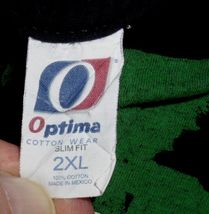 Optima
COTTON WEAR
SLIM FIT
2XL
100% COTTON
MADE IN MEXICO